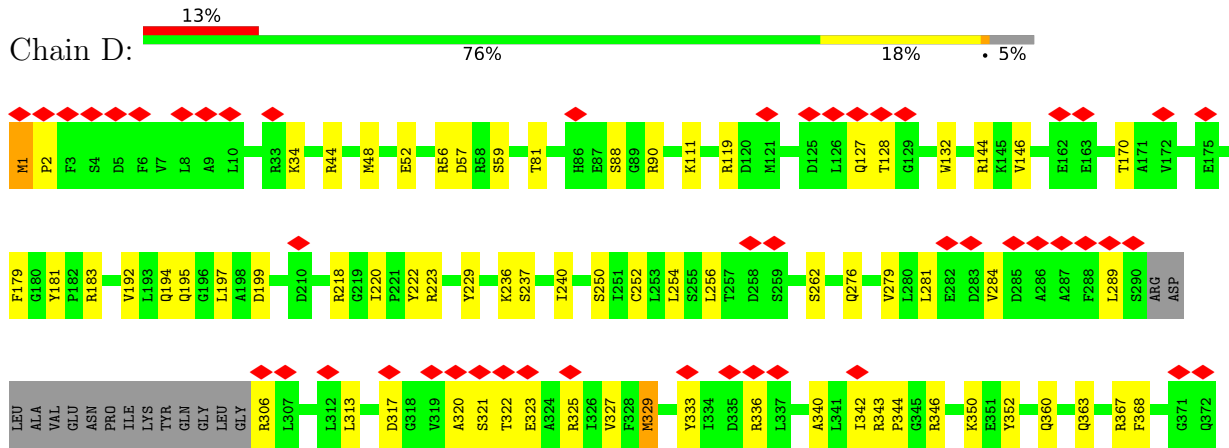 13%
Chain D:
76% 18% • 5%
M1 P2 F3 S4 D5 F6 V7 L8 A9 L10 R33 K34 R44 M48 E52 R56 D57 R58 S59 T81 H86 E87 S88 G89 R90 K111 R119 D120 M121 D125 L126 Q127 T128 G129 W132 R144 K145 V146 E162 E163 T170 A171 V172 E175
F179 G180 Y181 P182 R183 V192 L193 Q194 Q195 G196 L197 A198 D199 D210 R218 G219 I220 P221 Y222 R223 Y229 K236 S237 I240 S250 I251 C252 L253 L254 S255 L256 T257 D258 S259 S262 Q276 V279 L280 L281 E282 D283 V284 D285 A286 A287 F288 L289 S290 ARG ASP
LEU ALA VAL GLU ASN PRO ILE LYS TYR GLN GLY LEU GLY R306 L307 L312 L313 D317 G318 V319 A320 S321 T322 E323 A324 R325 I326 V327 F328 M329 Y333 I334 D335 R336 L337 A340 L341 I342 R343 P344 G345 R346 K350 E351 Y352 Q360 Q363 R367 F368 G371 Q372